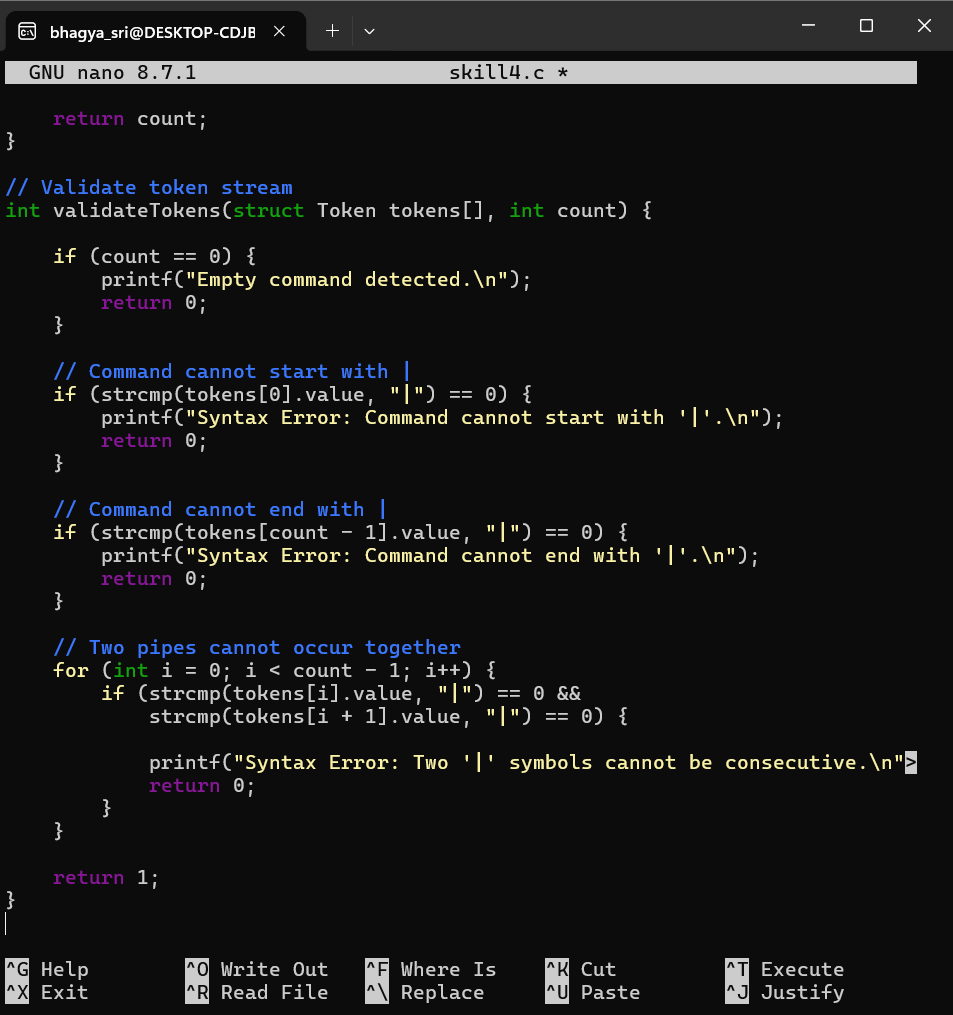 bhagya_sri@DESKTOP-CDJB
GNU nano 8.7.1 skill4.c *
    return count;
}

// Validate token stream
int validateTokens(struct Token tokens[], int count) {

    if (count == 0) {
        printf("Empty command detected.\n");
        return 0;
    }

    // Command cannot start with |
    if (strcmp(tokens[0].value, "|") == 0) {
        printf("Syntax Error: Command cannot start with '|'.\n");
        return 0;
    }

    // Command cannot end with |
    if (strcmp(tokens[count - 1].value, "|") == 0) {
        printf("Syntax Error: Command cannot end with '|'.\n");
        return 0;
    }

    // Two pipes cannot occur together
    for (int i = 0; i < count - 1; i++) {
        if (strcmp(tokens[i].value, "|") == 0 &&
            strcmp(tokens[i + 1].value, "|") == 0) {

            printf("Syntax Error: Two '|' symbols cannot be consecutive.\n">
            return 0;
        }
    }

    return 1;
}
^G Help ^O Write Out ^F Where Is ^K Cut ^T Execute
^X Exit ^R Read File ^\ Replace ^U Paste ^J Justify